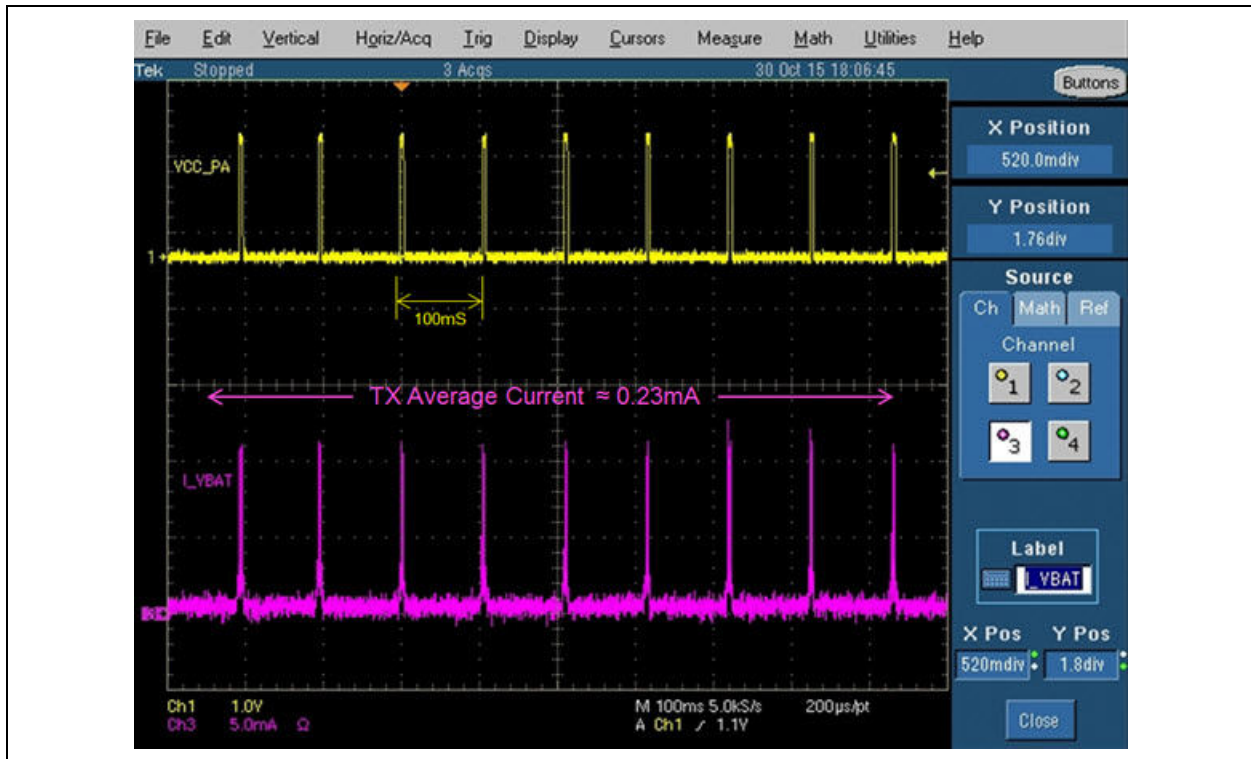 File Edit Vertical Horiz/Acq Trig Display Cursors Measure Math Utilities Help
Tek Stopped 3 Acqs 30 Oct 15 18:06:45
Buttons
X Position
520.0mdiv
VCC_PA
Y Position
1.76div
1
Source
Ch Math Ref
100mS
Channel
1 2
TX Average Current ≈ 0.23mA
3 4
I_VBAT
Label
I_VBAT
3
X Pos Y Pos
520mdiv 1.8div
Ch1 1.0V M 100ms 5.0kS/s 200µs/pt
Ch3 5.0mA Ω A Ch1 1.1V
Close